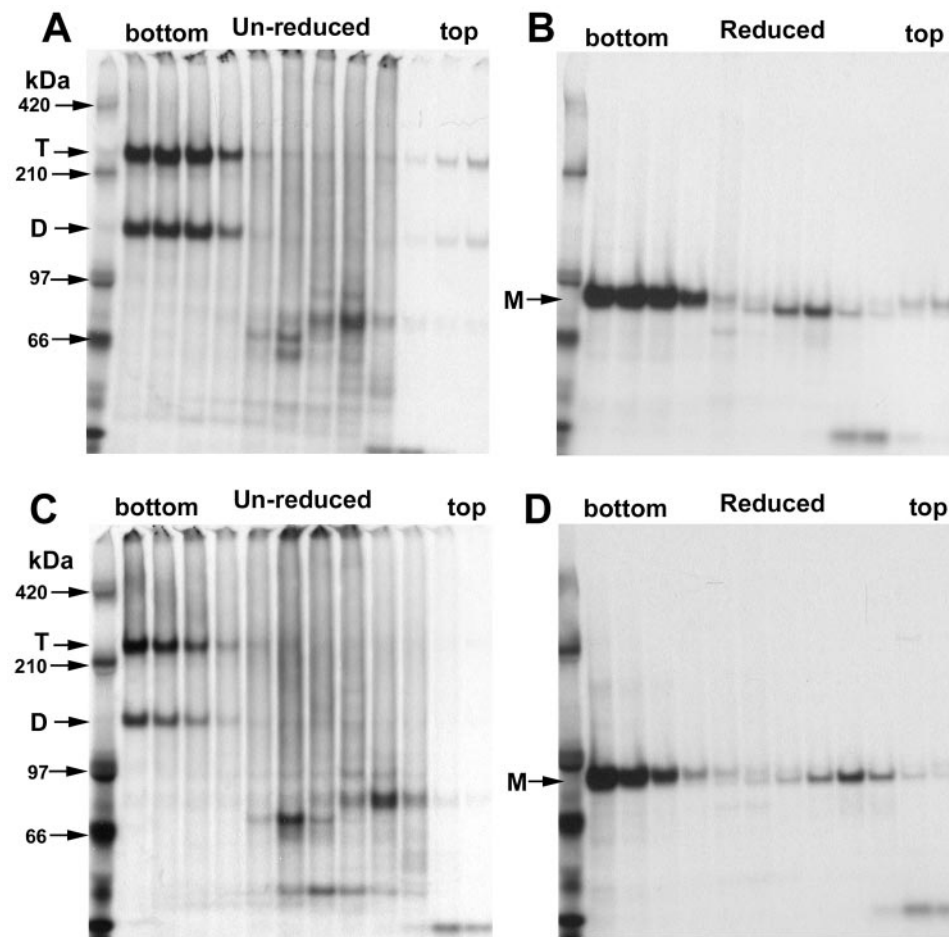 A bottom Un-reduced top
kDa
420
T
210
D
97
66
B bottom Reduced top
M
C bottom Un-reduced top
kDa
420
T
210
D
97
66
D bottom Reduced top
M